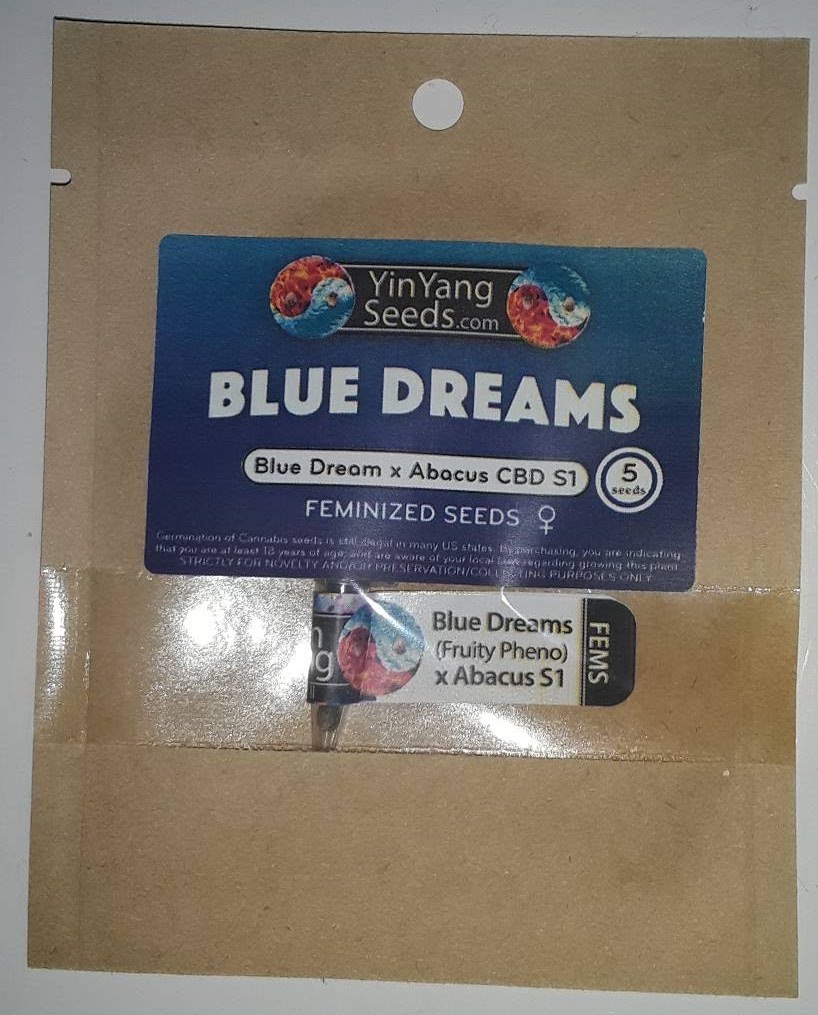 YinYang
Seeds.com
BLUE DREAMS
Blue Dream x Abacus CBD S1
5
seeds
FEMINIZED SEEDS ♀
Germination of Cannabis seeds is still illegal in many US states. By purchasing, you are indicating
that you are at least 18 years of age, and are aware of your local laws regarding growing this plant.
STRICTLY FOR NOVELTY AND/OR PRESERVATION/COLLECTING PURPOSES ONLY
n
g
Blue Dreams
(Fruity Pheno)
x Abacus S1
FEMS